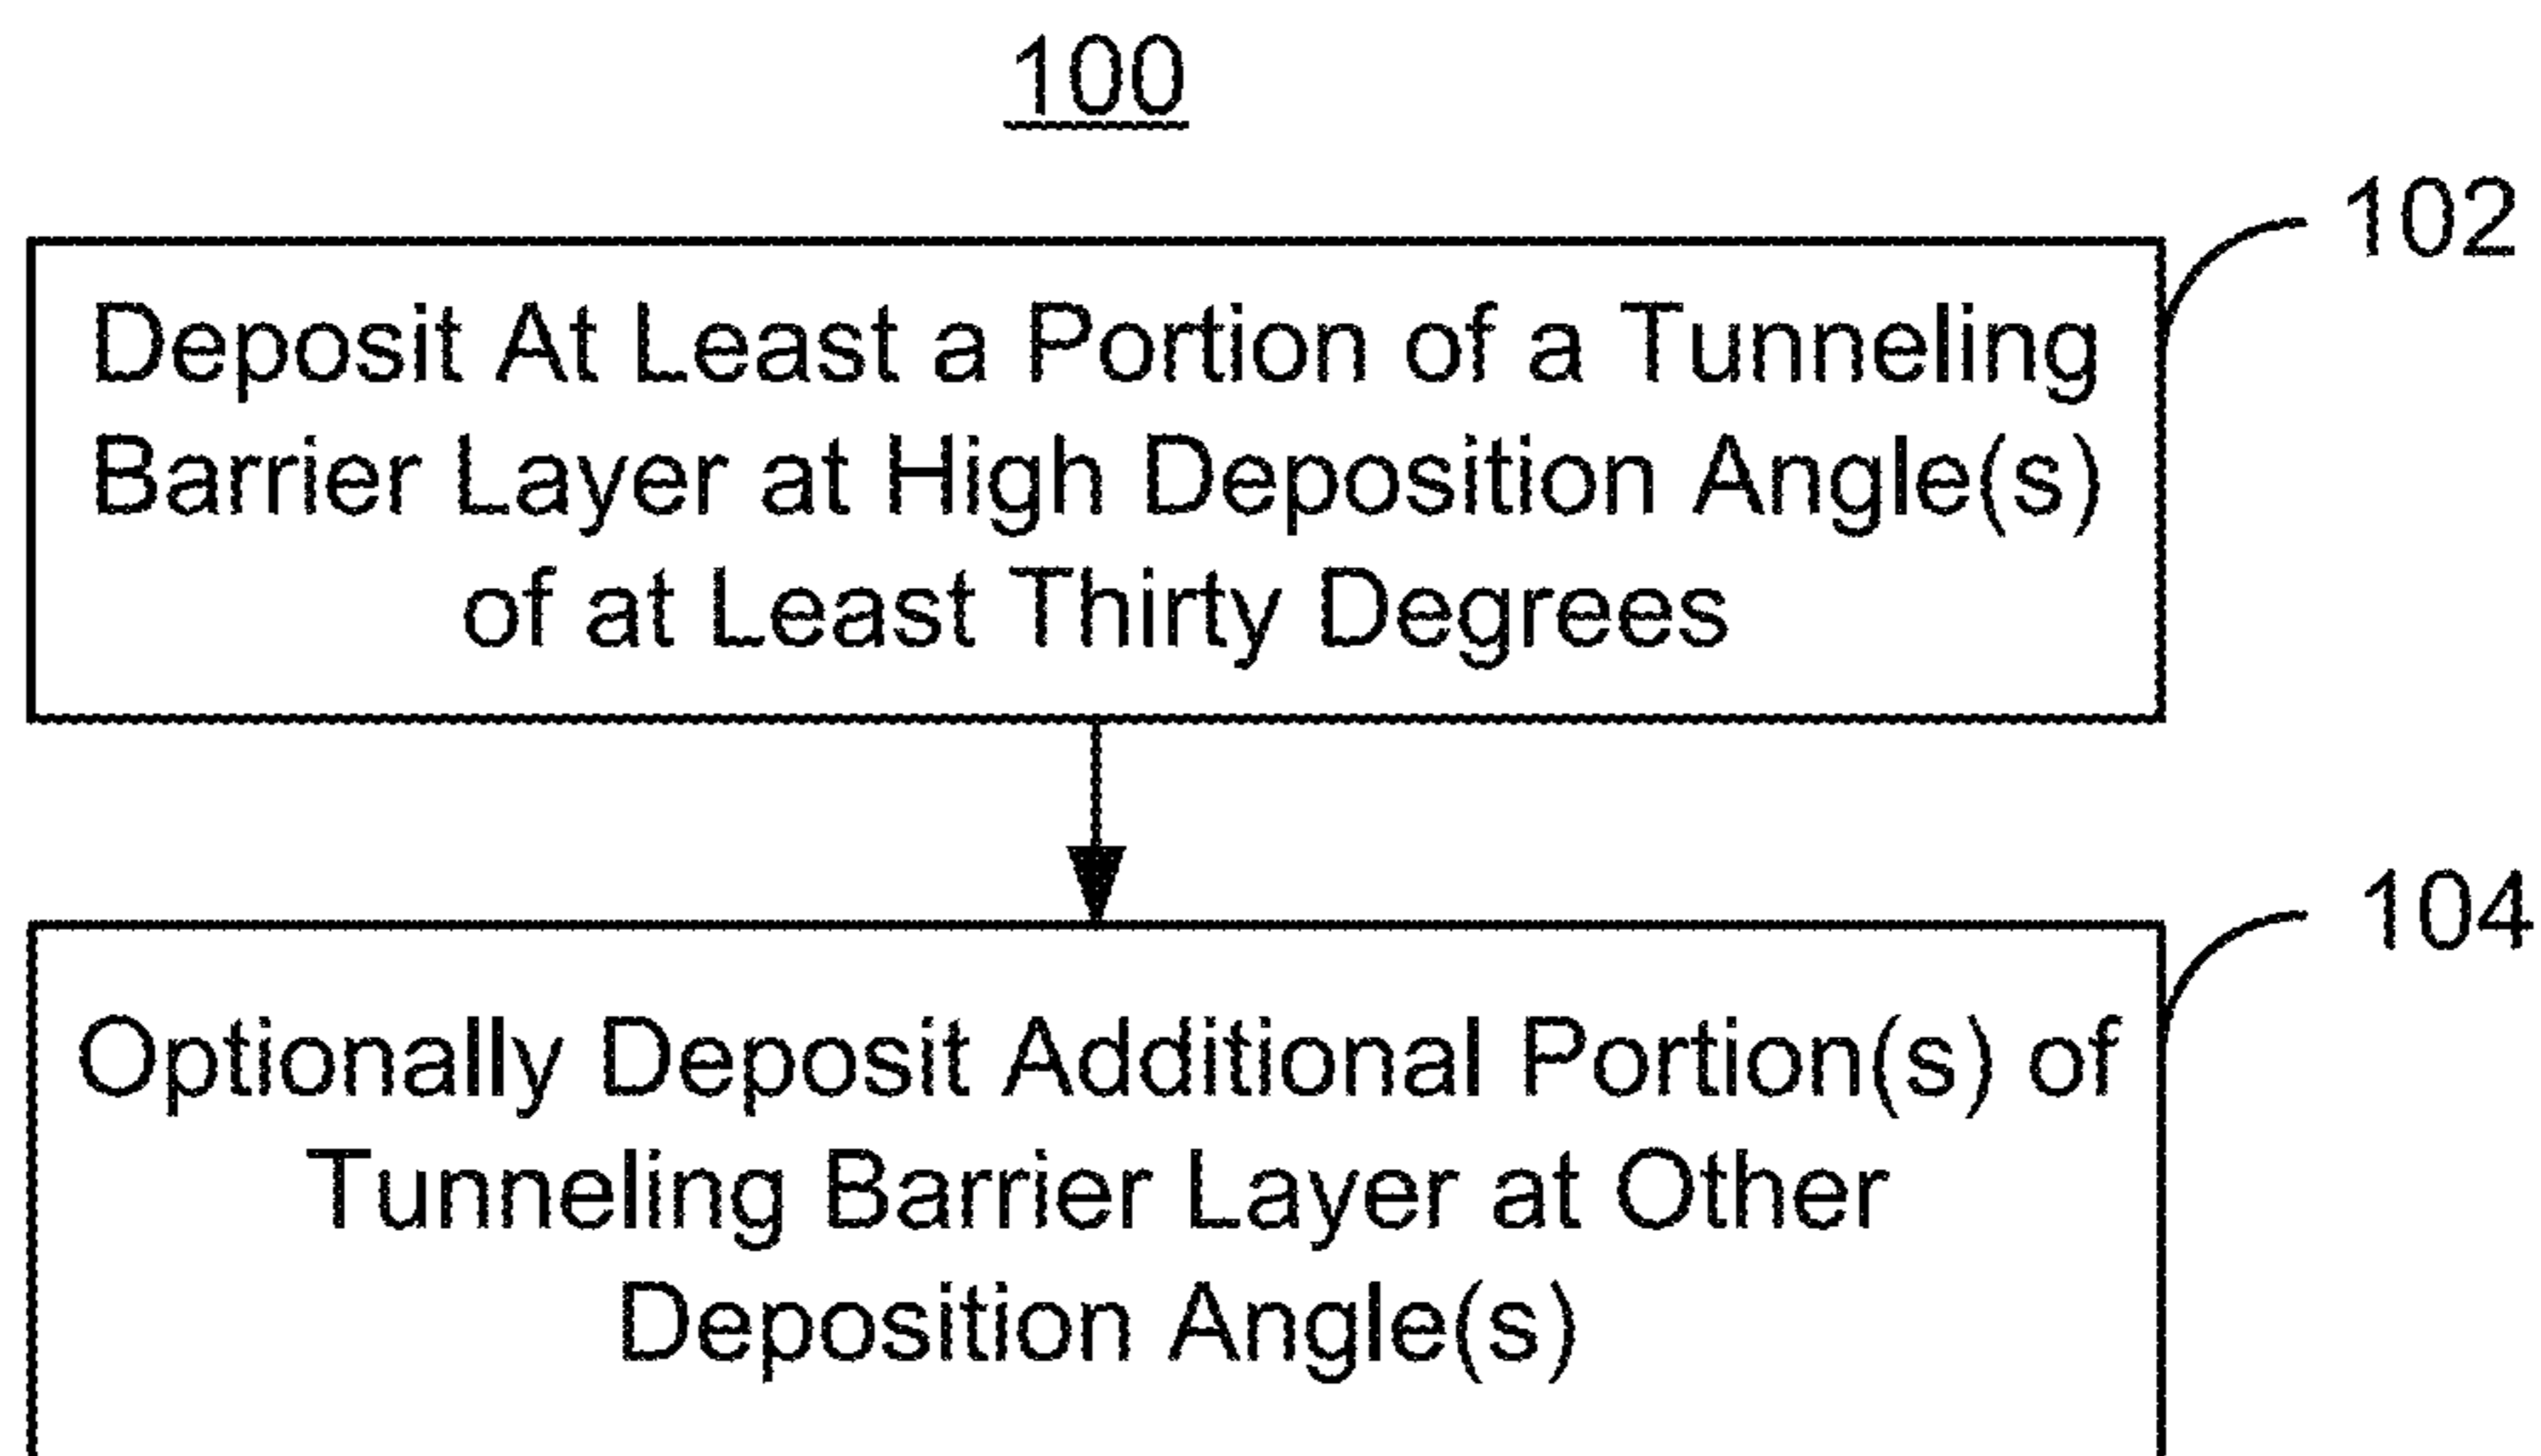 100
102
Deposit At Least a Portion of a Tunneling
Barrier Layer at High Deposition Angle(s)
of at Least Thirty Degrees
104
Optionally Deposit Additional Portion(s) of
Tunneling Barrier Layer at Other
Deposition Angle(s)